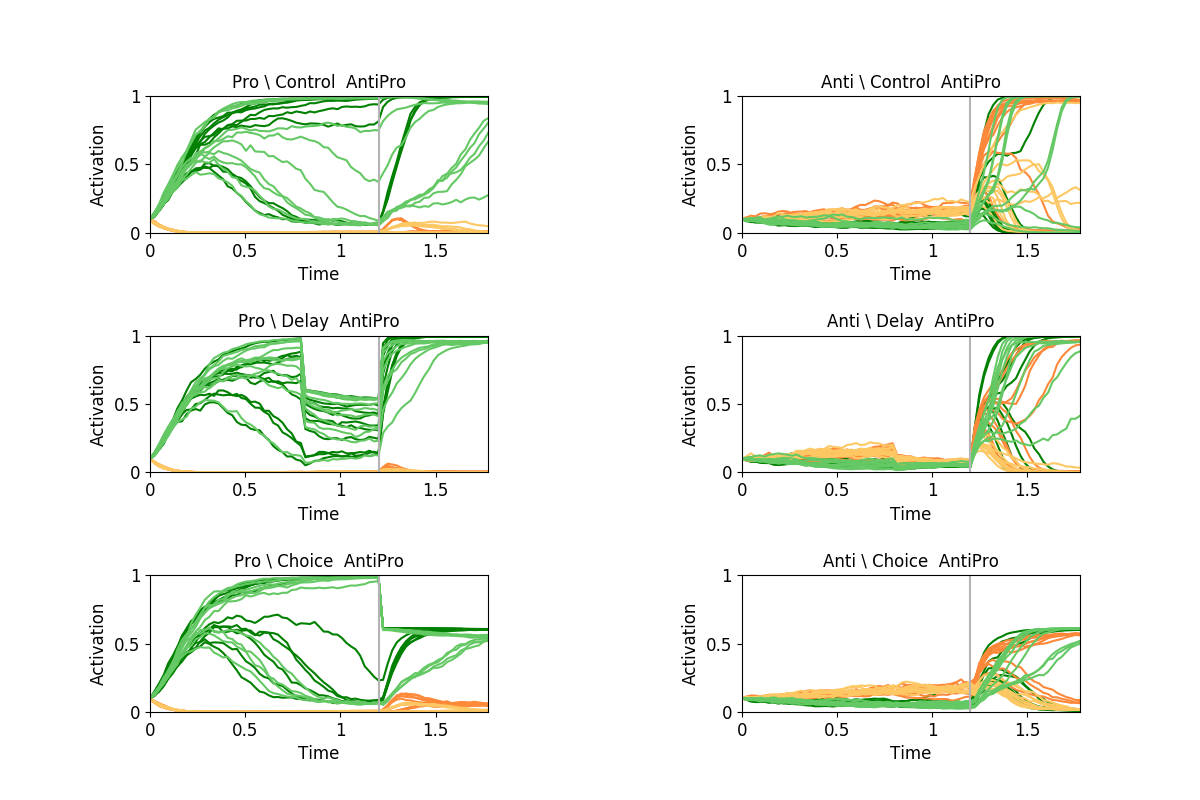 Pro \ Control  AntiPro
1
0.5
0
Activation
0 0.5 1 1.5
Time
Anti \ Control  AntiPro
1
0.5
0
Activation
0 0.5 1 1.5
Time
Pro \ Delay  AntiPro
1
0.5
0
Activation
0 0.5 1 1.5
Time
Anti \ Delay  AntiPro
1
0.5
0
Activation
0 0.5 1 1.5
Time
Pro \ Choice  AntiPro
1
0.5
0
Activation
0 0.5 1 1.5
Time
Anti \ Choice  AntiPro
1
0.5
0
Activation
0 0.5 1 1.5
Time